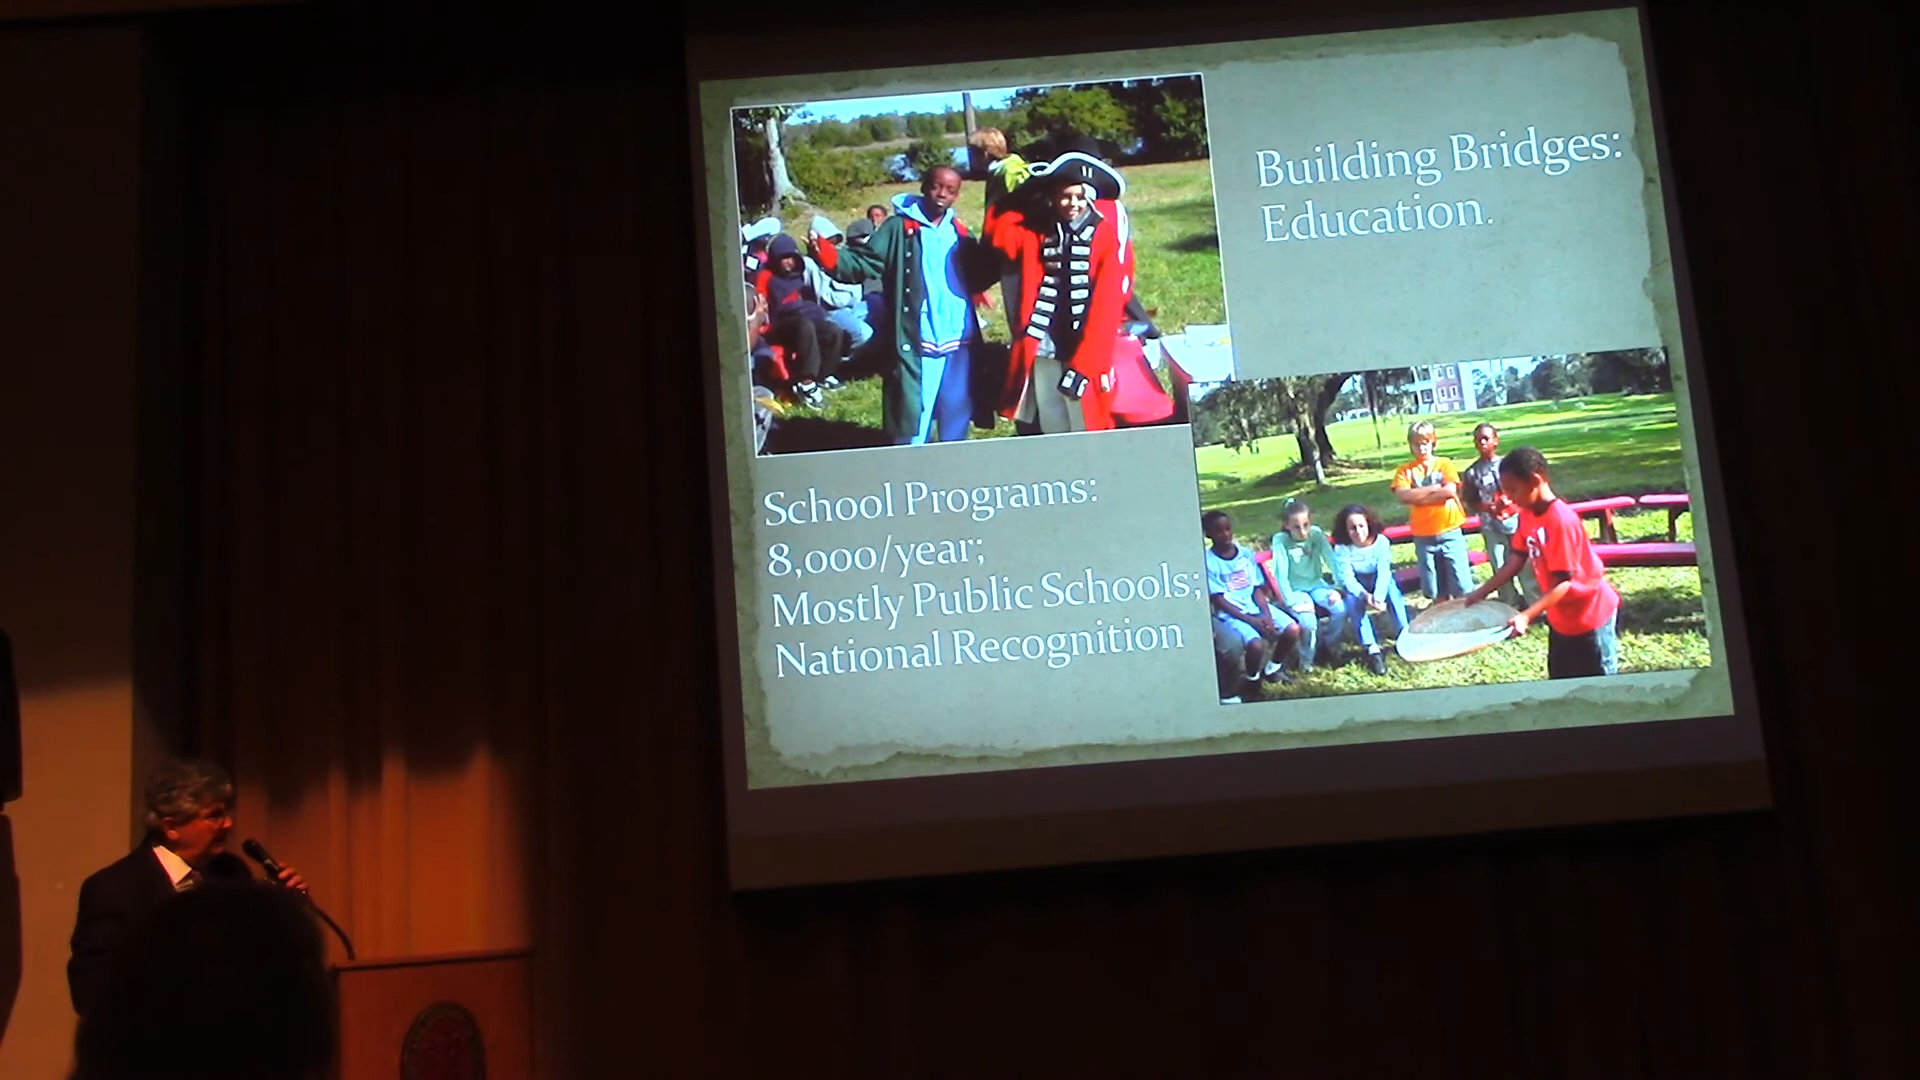 Building Bridges:
Education.
School Programs:
8,000/year;
Mostly Public Schools;
National Recognition